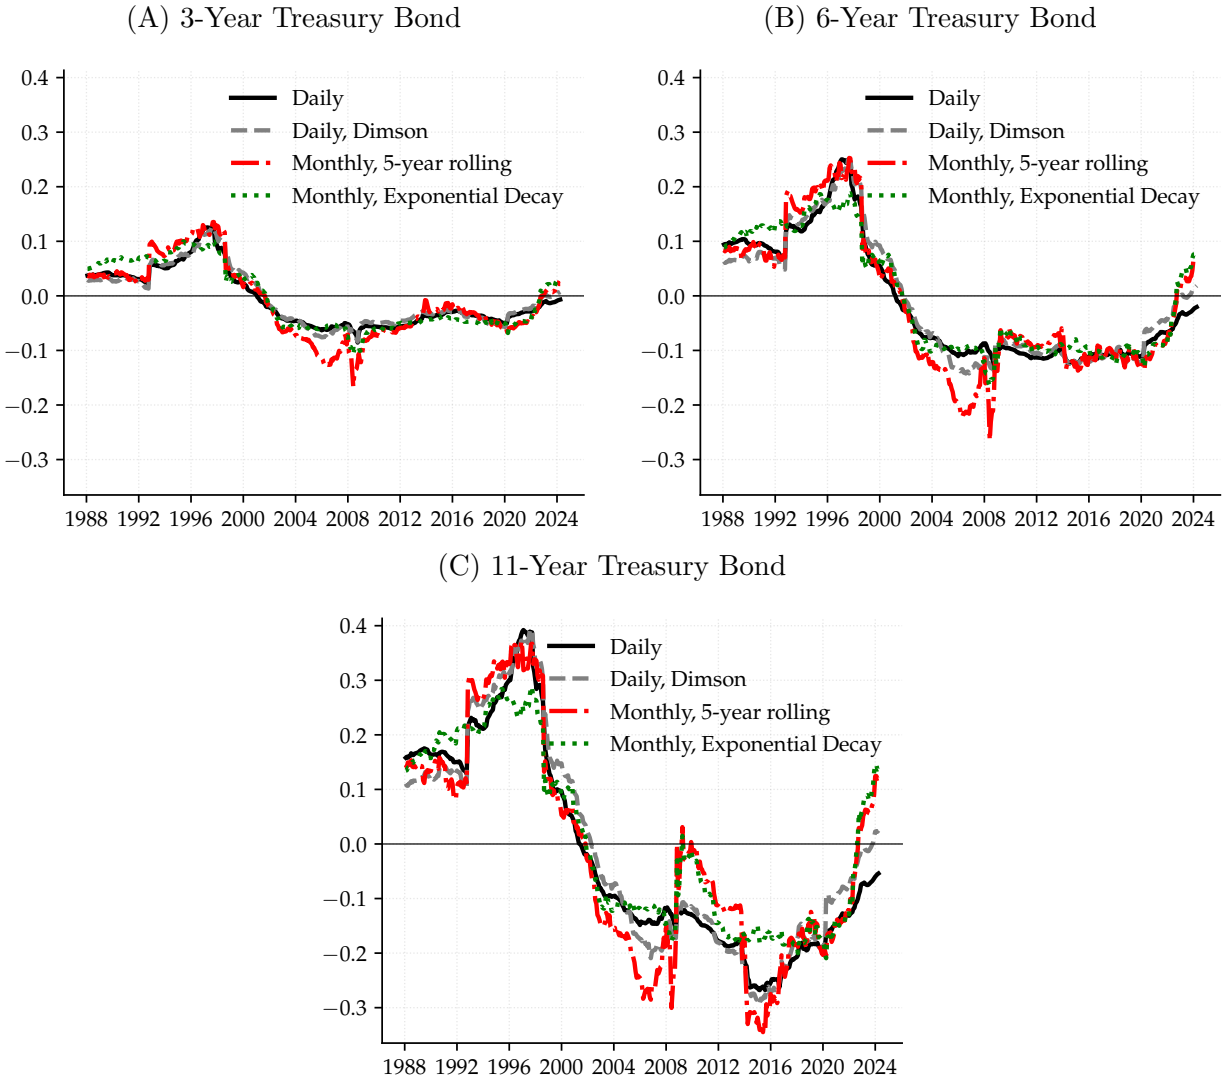 (A) 3-Year Treasury Bond
0.4
0.3
0.2
0.1
0.0
−0.1
−0.2
−0.3
Daily
Daily, Dimson
Monthly, 5-year rolling
Monthly, Exponential Decay
1988 1992 1996 2000 2004 2008 2012 2016 2020 2024
(B) 6-Year Treasury Bond
0.4
0.3
0.2
0.1
0.0
−0.1
−0.2
−0.3
Daily
Daily, Dimson
Monthly, 5-year rolling
Monthly, Exponential Decay
1988 1992 1996 2000 2004 2008 2012 2016 2020 2024
(C) 11-Year Treasury Bond
0.4
0.3
0.2
0.1
0.0
−0.1
−0.2
−0.3
Daily
Daily, Dimson
Monthly, 5-year rolling
Monthly, Exponential Decay
1988 1992 1996 2000 2004 2008 2012 2016 2020 2024